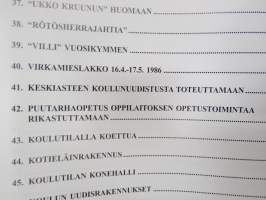 37. "UKKO KRUUNUN" HUOMAAN
38. "RÖTÖSHERRAJAHTIA"
39. "VILLI" VUOSIKYMMEN
40. VIRKAMIESLAKKO 16.4.-17.5. 1986
41. KESKIASTEEN KOULUNUUDISTUSTA TOTEUTTAMAAN
42. PUUTARHAOPETUS OPPILAITOKSEN OPETUSTOIMINTAA
RIKASTUTTAMAAN
43. KOULUTILALLA KOETTUA
44. KOTIELÄINRAKENNUS
45. KOULUTILAN KONEHALLI
KOULUN UUDISRAKENNUKSET